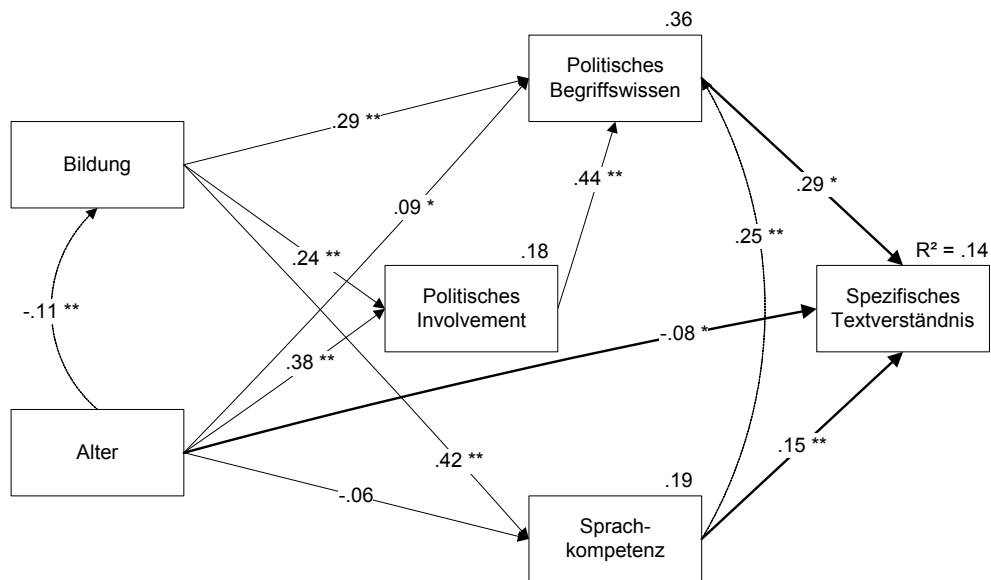 .36
Politisches
Begriffswissen
.29 **
Bildung
.44 **
.29 *
.09 *
.25 **
.24 **
.18
R² = .14
Politisches
Involvement
Spezifisches
Textverständnis
-.11 **
-.08 *
.38 **
Alter
.42 **
.15 **
-.06
.19
Sprach-
kompetenz